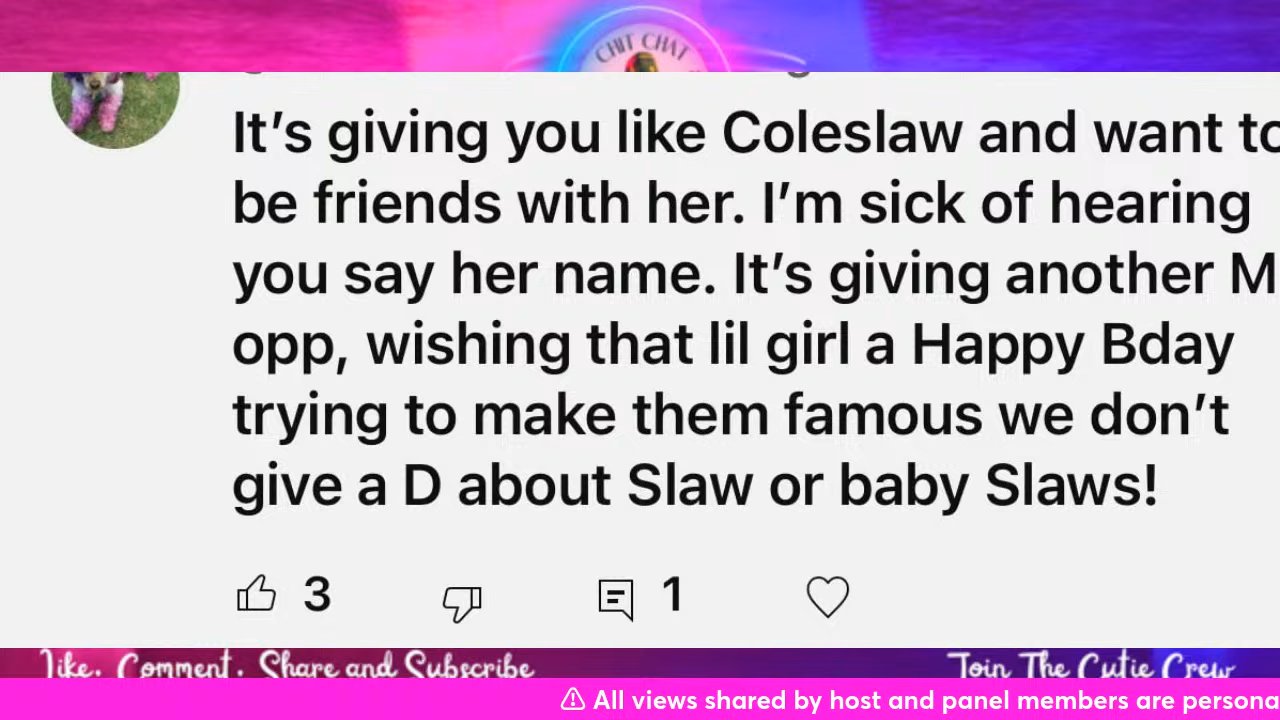 CHIT CHAT
It’s giving you like Coleslaw and want to
be friends with her. I’m sick of hearing
you say her name. It’s giving another M
opp, wishing that lil girl a Happy Bday
trying to make them famous we don’t
give a D about Slaw or baby Slaws!
3
1
Like. Comment. Share and Subscribe
Join The Cutie Crew
All views shared by host and panel members are persona